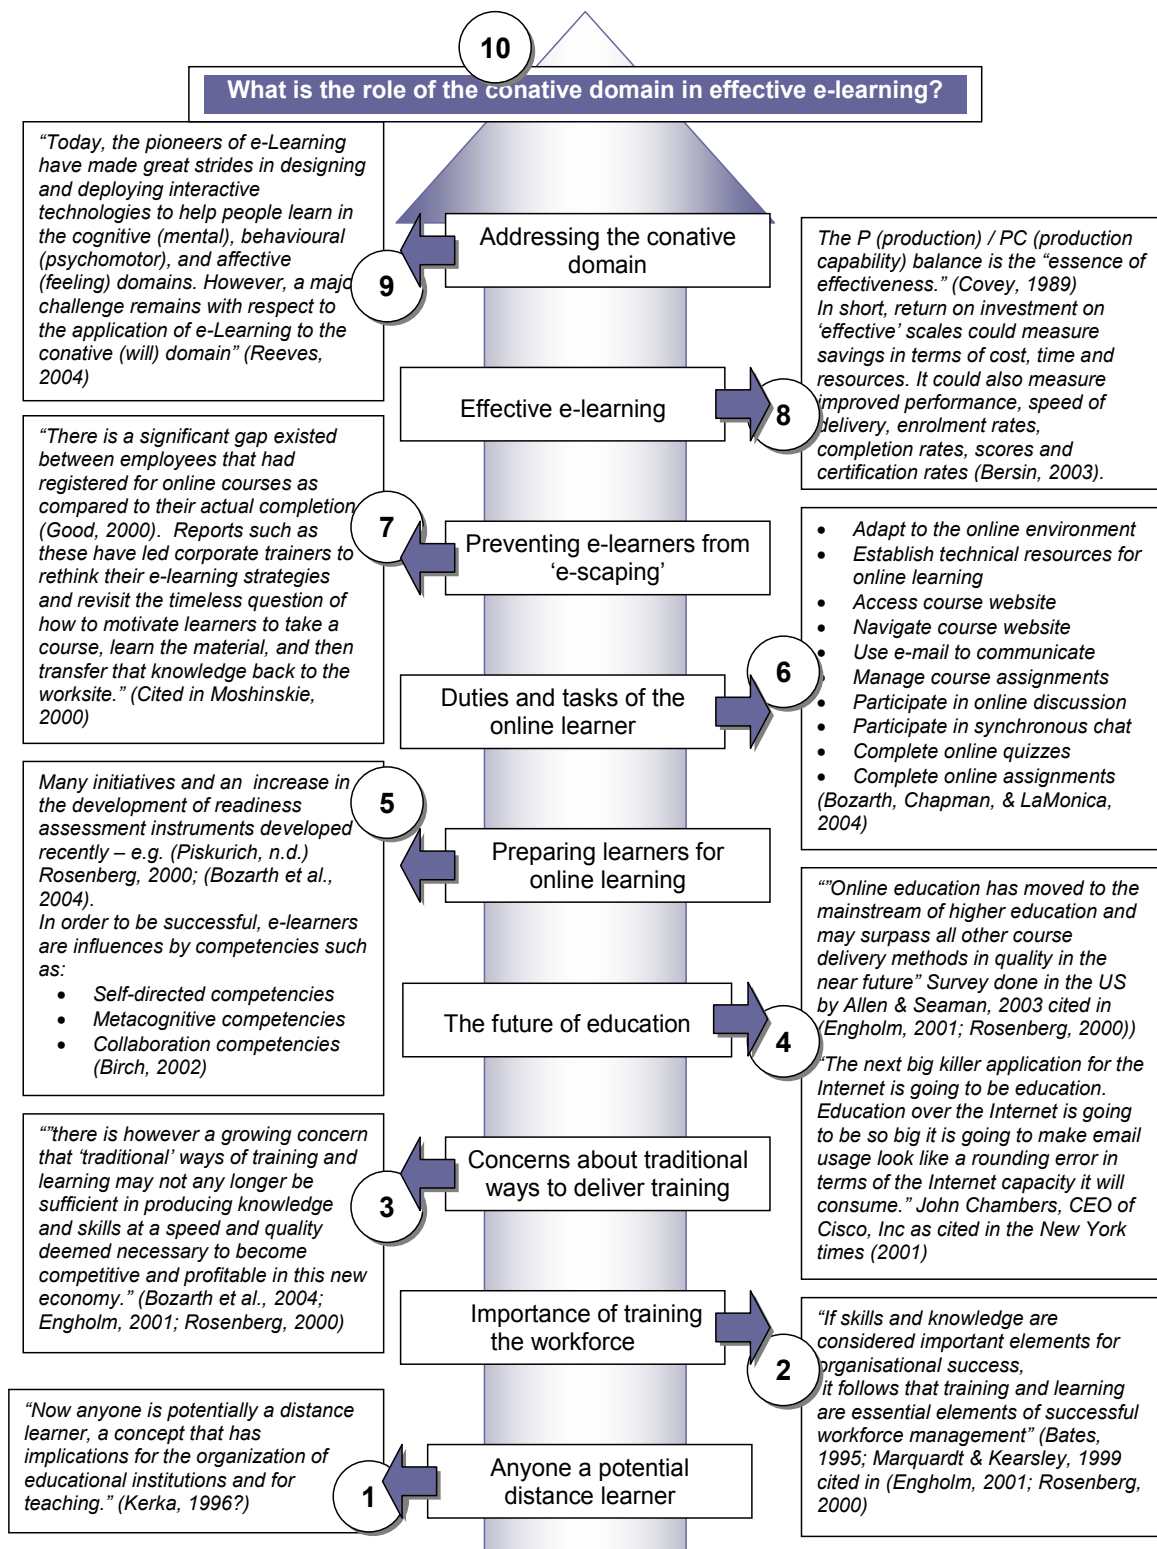 10
What is the role of the conative domain in effective e-learning?
“Today, the pioneers of e-Learning
have made great strides in designing
and deploying interactive
technologies to help people learn in
the cognitive (mental), behavioural
(psychomotor), and affective
(feeling) domains. However, a major
challenge remains with respect to
the application of e-Learning to the
conative (will) domain” (Reeves,
2004)
9
Addressing the conative
domain
The P (production) / PC (production
capability) balance is the “essence of
effectiveness.” (Covey, 1989)
In short, return on investment on
‘effective’ scales could measure
savings in terms of cost, time and
resources. It could also measure
improved performance, speed of
delivery, enrolment rates,
completion rates, scores and
certification rates (Bersin, 2003).
Effective e-learning
8
“There is a significant gap existed
between employees that had
registered for online courses as
compared to their actual completion
(Good, 2000).  Reports such as
these have led corporate trainers to
rethink their e-learning strategies
and revisit the timeless question of
how to motivate learners to take a
course, learn the material, and then
transfer that knowledge back to the
worksite.” (Cited in Moshinskie,
2000)
7
Preventing e-learners from
‘e-scaping’
• Adapt to the online environment
• Establish technical resources for
online learning
• Access course website
• Navigate course website
• Use e-mail to communicate
• Manage course assignments
• Participate in online discussion
• Participate in synchronous chat
• Complete online quizzes
• Complete online assignments
(Bozarth, Chapman, & LaMonica,
2004)
6
Duties and tasks of the
online learner
Many initiatives and an  increase in
the development of readiness
assessment instruments developed
recently – e.g. (Piskurich, n.d.)
Rosenberg, 2000; (Bozarth et al.,
2004).
In order to be successful, e-learners
are influences by competencies such
as:
• Self-directed competencies
• Metacognitive competencies
• Collaboration competencies
(Birch, 2002)
5
Preparing learners for
online learning
“”Online education has moved to the
mainstream of higher education and
may surpass all other course
delivery methods in quality in the
near future” Survey done in the US
by Allen & Seaman, 2003 cited in
(Engholm, 2001; Rosenberg, 2000))
“The next big killer application for the
Internet is going to be education.
Education over the Internet is going
to be so big it is going to make email
usage look like a rounding error in
terms of the Internet capacity it will
consume.” John Chambers, CEO of
Cisco, Inc as cited in the New York
times (2001)
The future of education
4
“”there is however a growing concern
that ‘traditional’ ways of training and
learning may not any longer be
sufficient in producing knowledge
and skills at a speed and quality
deemed necessary to become
competitive and profitable in this new
economy.” (Bozarth et al., 2004;
Engholm, 2001; Rosenberg, 2000)
3
Concerns about traditional
ways to deliver training
Importance of training
the workforce
2
“If skills and knowledge are
considered important elements for
organisational success,
it follows that training and learning
are essential elements of successful
workforce management” (Bates,
1995; Marquardt & Kearsley, 1999
cited in (Engholm, 2001; Rosenberg,
2000)
“Now anyone is potentially a distance
learner, a concept that has
implications for the organization of
educational institutions and for
teaching.” (Kerka, 1996?)
1
Anyone a potential
distance learner